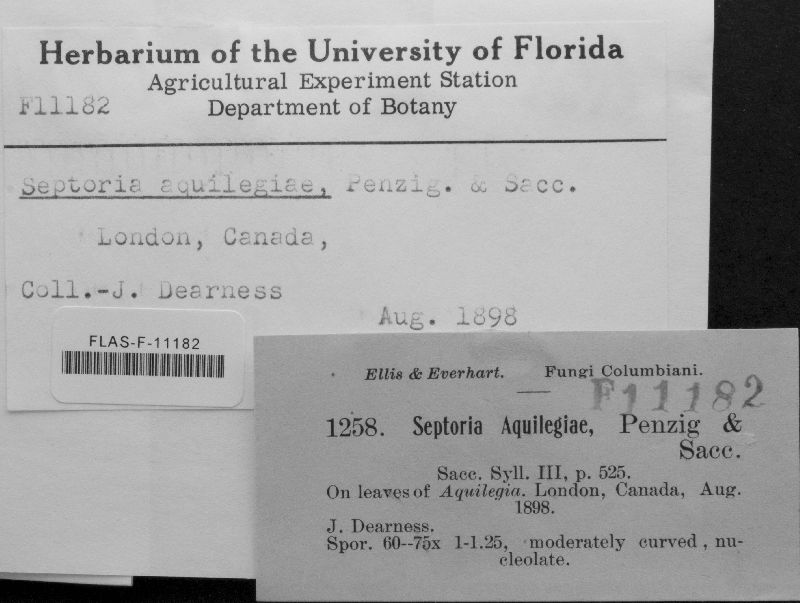 Herbarium of the University of Florida
Agricultural Experiment Station
F11182
Department of Botany
Septoria aquilegiae, Penzig. & Sacc.
London, Canada,
Coll.-J. Dearness
Aug. 1898
FLAS-F-11182
Ellis & Everhart. Fungi Columbiani.
F11182
1258. Septoria Aquilegiae, Penzig &
Sacc.
Sacc. Syll. III, p. 525.
On leaves of Aquilegia. London, Canada, Aug.
1898.
J. Dearness.
Spor. 60--75x 1-1.25, moderately curved, nu-
cleolate.